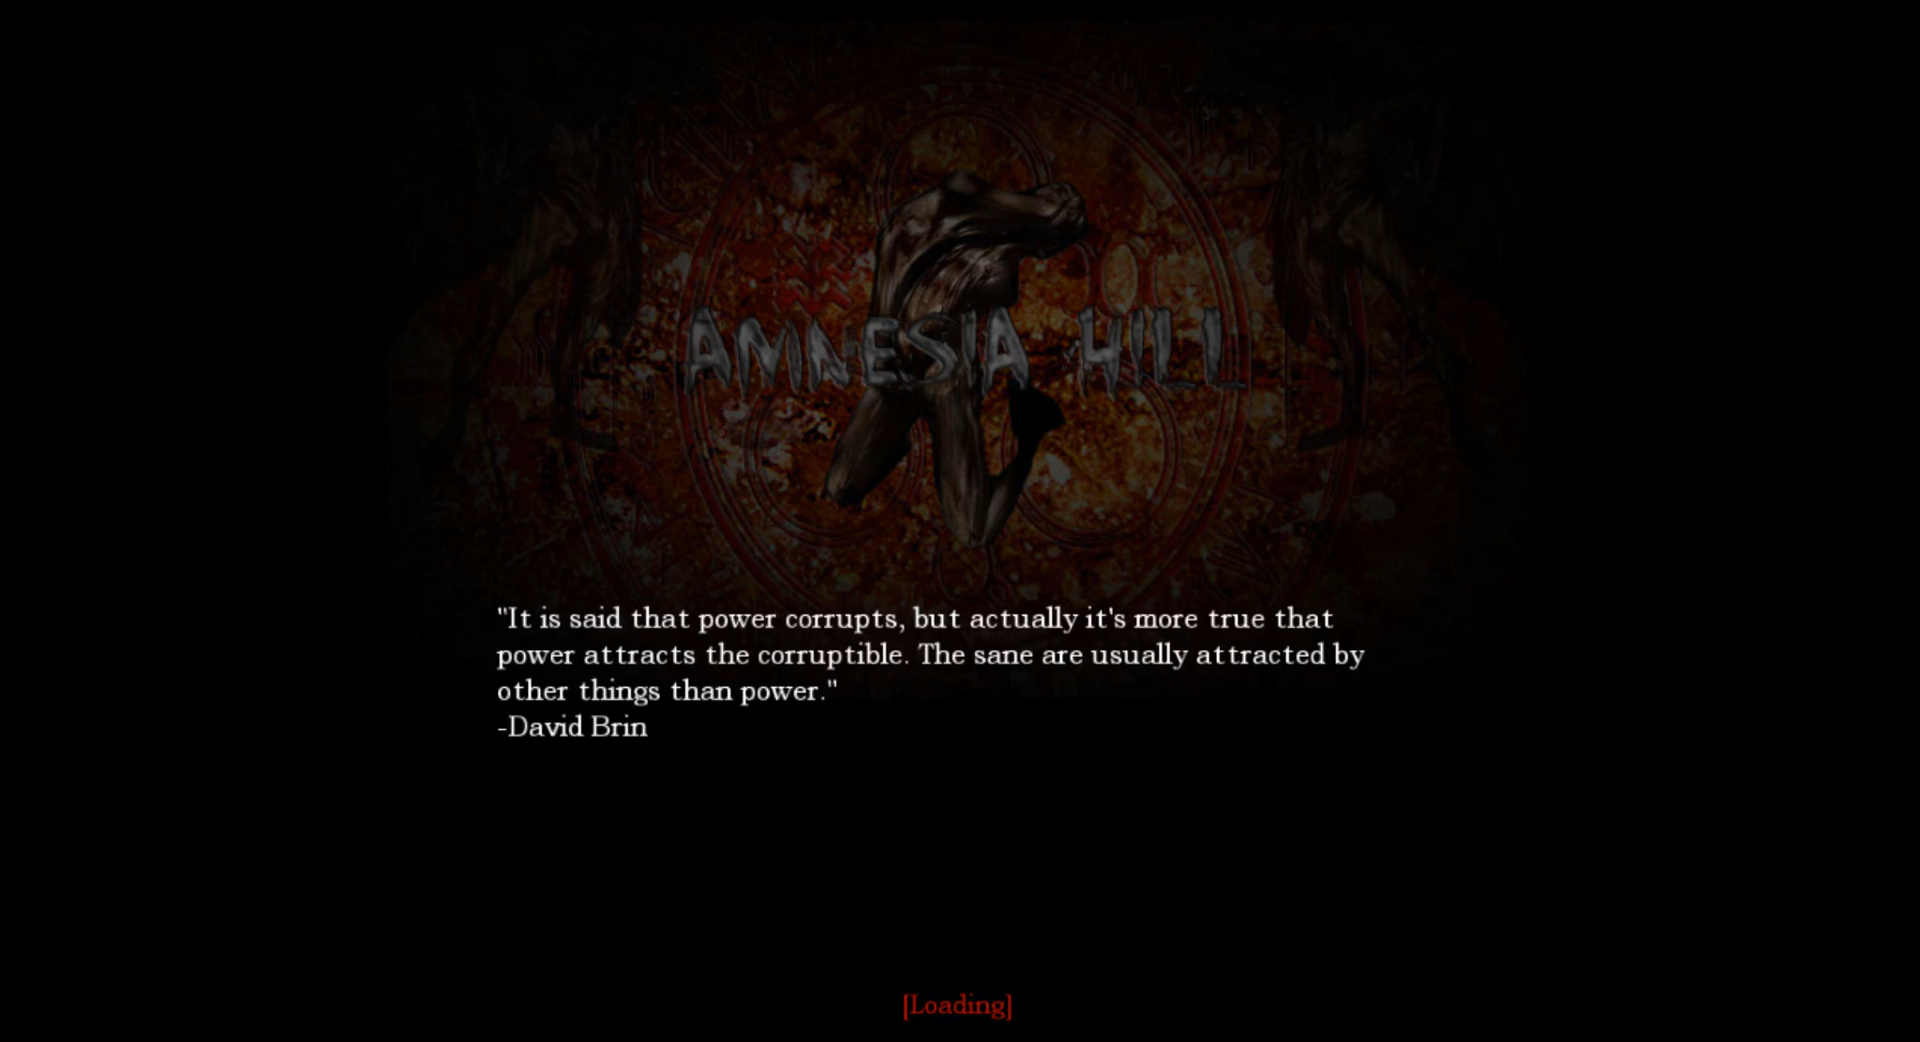 AMNESIA HILL
"It is said that power corrupts, but actually it's more true that
power attracts the corruptible. The sane are usually attracted by
other things than power."
-David Brin
[Loading]